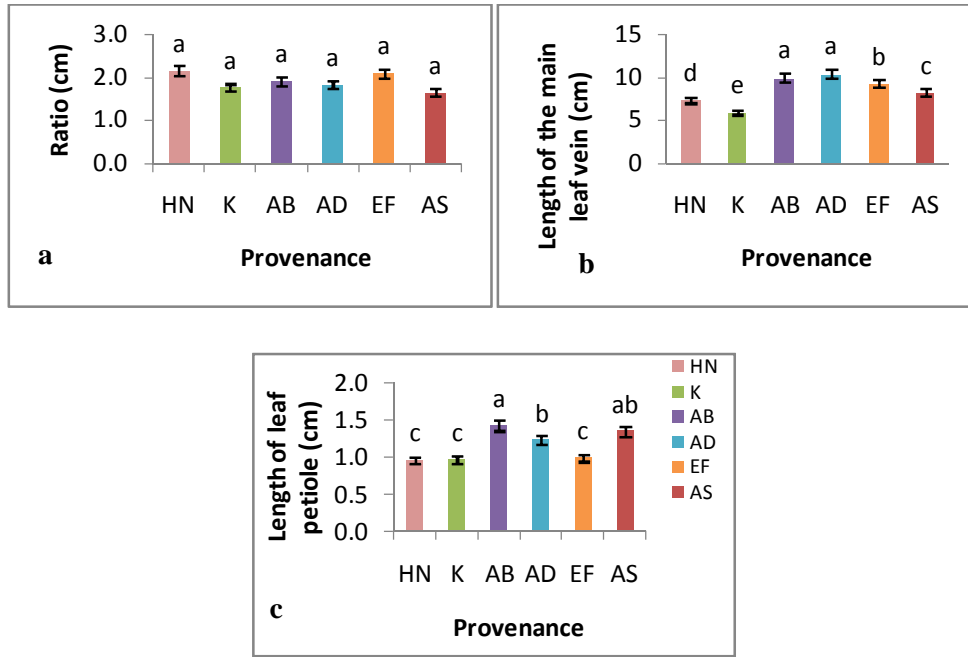 Ratio (cm)
3.0
2.0
1.0
0.0
a a a a a a
HN K AB AD EF AS
Provenance
a
Length of the main
leaf vein (cm)
15
10
5
0
d e a a b c
HN K AB AD EF AS
Provenance
b
Length of leaf
petiole (cm)
2.0
1.5
1.0
0.5
0.0
c c a b c ab
HN K AB AD EF AS
Provenance
c
HN
K
AB
AD
EF
AS